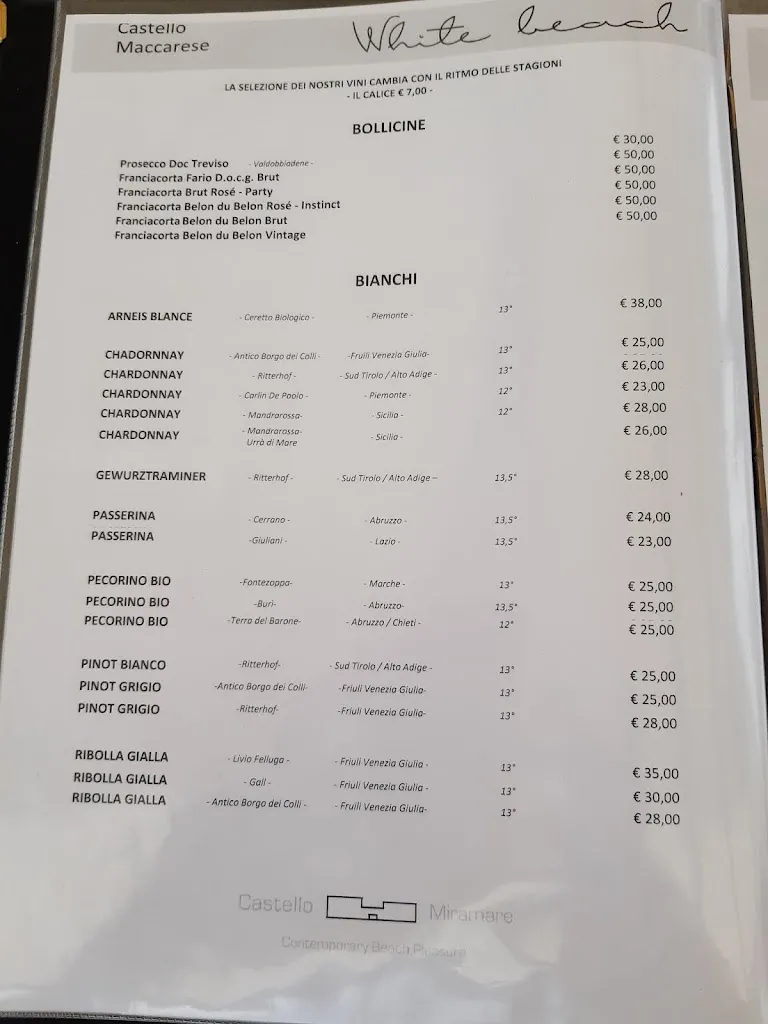 Castello
Maccarese
White beach
LA SELEZIONE DEI NOSTRI VINI CAMBIA CON IL RITMO DELLE STAGIONI
- IL CALICE € 7,00 -
BOLLICINE
Prosecco Doc Treviso - Valdobbiadene - € 30,00
Franciacorta Fario D.o.c.g. Brut € 50,00
Franciacorta Brut Rosé - Party € 50,00
Franciacorta Belon du Belon Rosé - Instinct € 50,00
Franciacorta Belon du Belon Brut € 50,00
Franciacorta Belon du Belon Vintage € 50,00
BIANCHI
ARNEIS BLANCE - Ceretto Biologico - - Piemonte - 13° € 38,00
CHADORNNAY - Antico Borgo dei Colli - -Fruili Venezia Giulia- 13° € 25,00
CHARDONNAY - Ritterhof - - Sud Tirolo / Alto Adige - 13° € 26,00
CHARDONNAY - Carlin De Paolo - - Piemonte - 12° € 23,00
CHARDONNAY - Mandrarossa- - Sicilia - 12° € 28,00
CHARDONNAY - Mandrarossa- - Sicilia - € 26,00
Urrà di Mare
GEWURZTRAMINER - Ritterhof - - Sud Tirolo / Alto Adige – 13,5° € 28,00
PASSERINA - Cerrano - - Abruzzo - 13,5° € 24,00
PASSERINA -Giuliani - - Lazio - 13,5° € 23,00
PECORINO BIO -Fontezoppa- - Marche - 13° € 25,00
PECORINO BIO -Buri- - Abruzzo- 13,5° € 25,00
PECORINO BIO -Terra del Barone- - Abruzzo / Chieti - 12° € 25,00
PINOT BIANCO -Ritterhof- - Sud Tirolo / Alto Adige - 13° € 25,00
PINOT GRIGIO -Antico Borgo dei Colli- -Friuli Venezia Giulia- 13° € 25,00
PINOT GRIGIO -Ritterhof- -Friuli Venezia Giulia- 13° € 28,00
RIBOLLA GIALLA - Livio Felluga - - Friuli Venezia Giulia - 13° € 35,00
RIBOLLA GIALLA - Gall - - Friuli Venezia Giulia - 13° € 30,00
RIBOLLA GIALLA - Antico Borgo dei Colli - - Fruili Venezia Giulia- 13° € 28,00
Castello Miramare
Contemporary Beach Pleasure